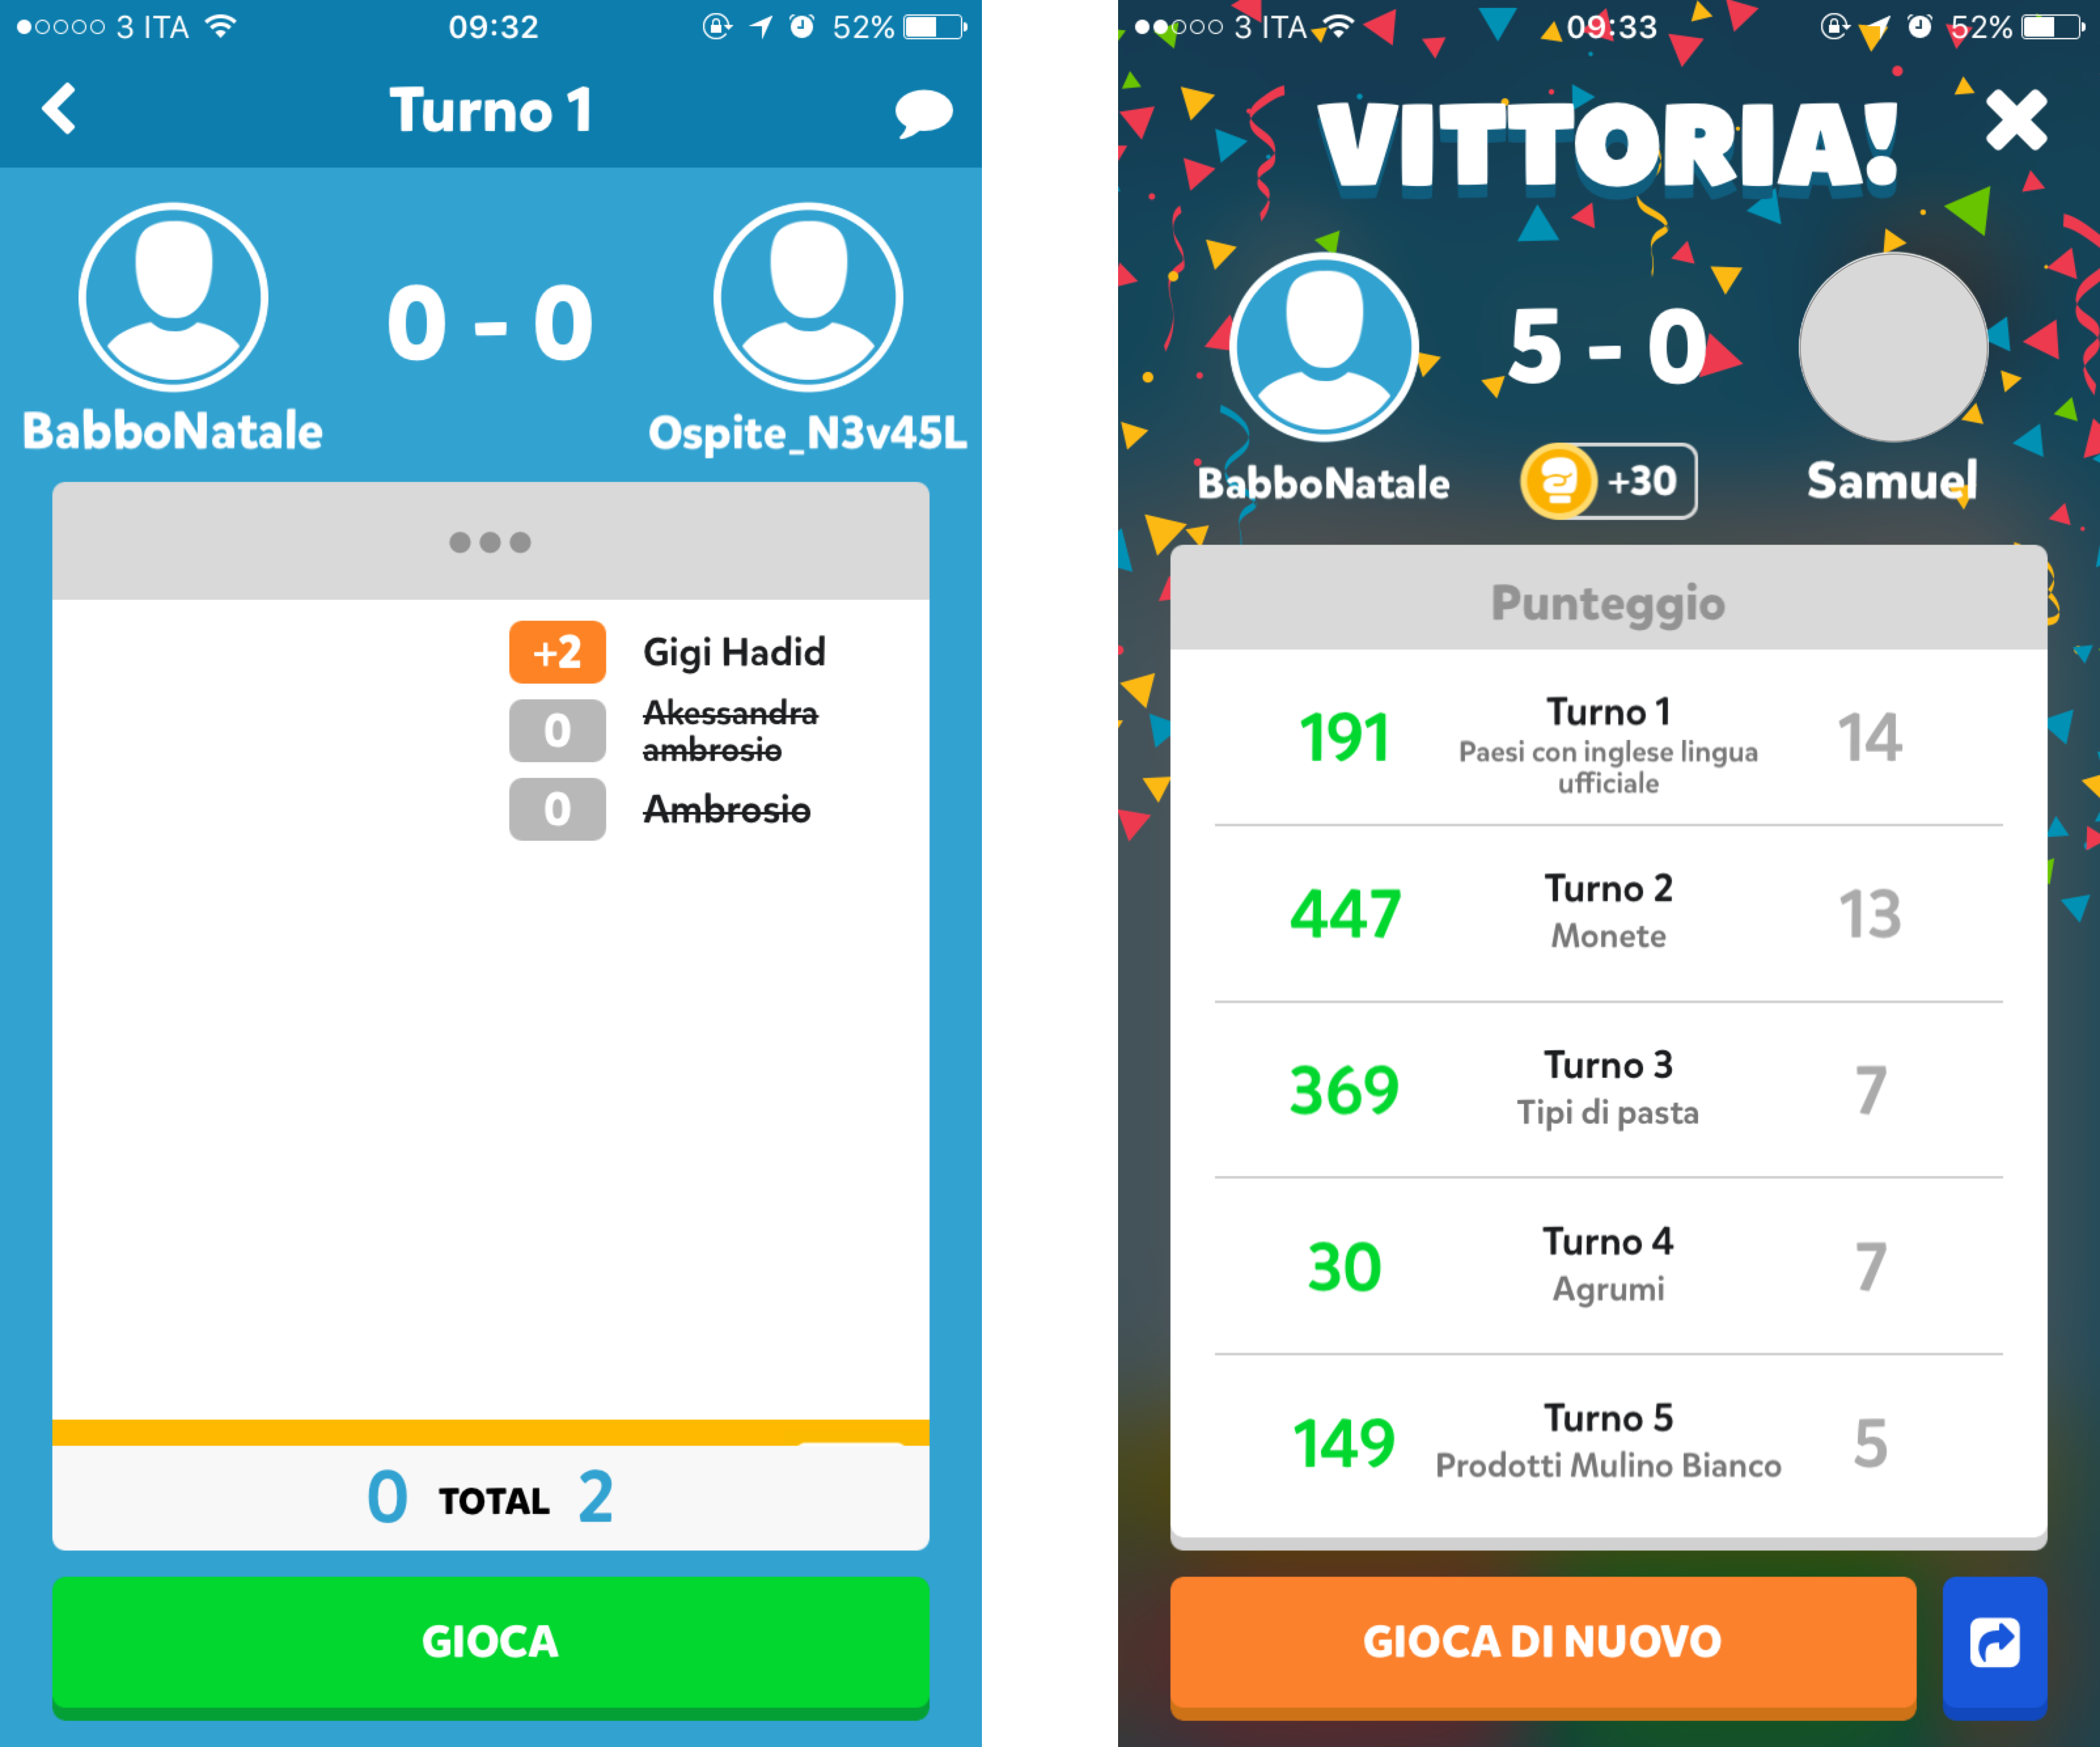 3 ITA 09:32 52%
Turno 1
0 - 0
BabboNatale Ospite_N3v45L
+2 Gigi Hadid
0 Akessandra
ambrosio
0 Ambrosio
0 TOTAL 2
GIOCA
3 ITA 09:33 52%
VITTORIA!
5 - 0
BabboNatale +30 Samuel
Punteggio
191 Turno 1 14
Paesi con inglese lingua
ufficiale
447 Turno 2 13
Monete
369 Turno 3 7
Tipi di pasta
30 Turno 4 7
Agrumi
149 Turno 5 5
Prodotti Mulino Bianco
GIOCA DI NUOVO